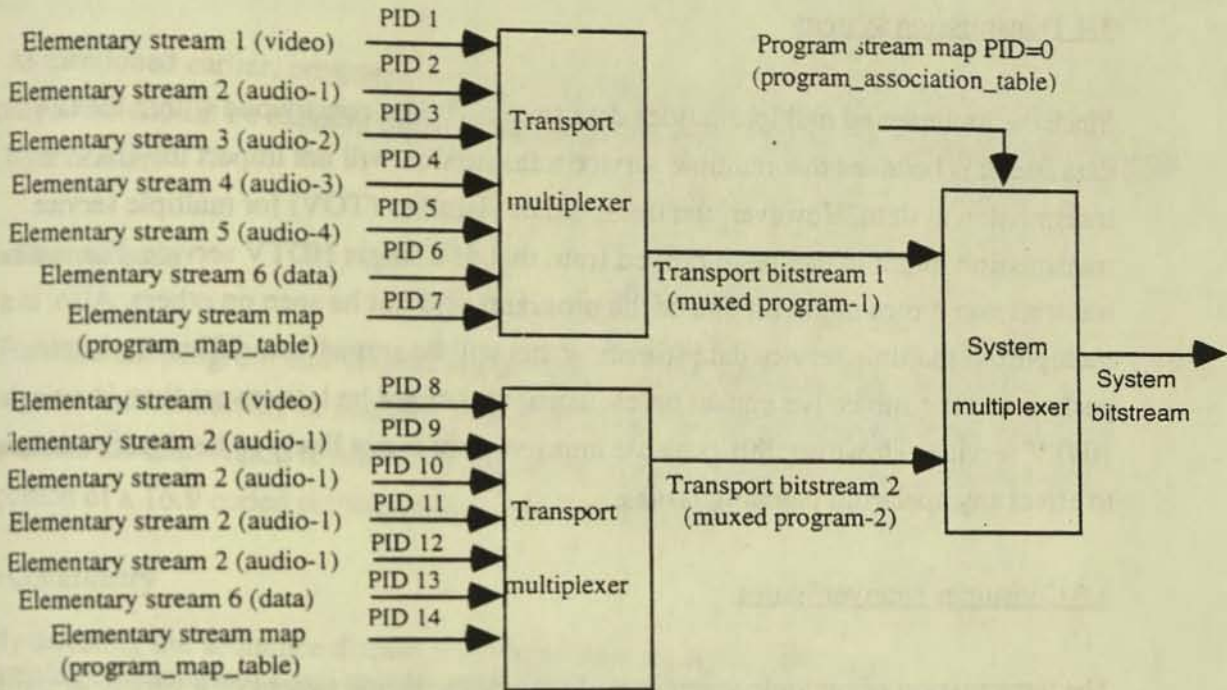 PID 1
Elementary stream 1 (video)
PID 2
Elementary stream 2 (audio-1)
PID 3
Elementary stream 3 (audio-2)
PID 4
Elementary stream 4 (audio-3)
PID 5
Elementary stream 5 (audio-4)
PID 6
Elementary stream 6 (data)
PID 7
Elementary stream map
(program_map_table)
Transport
multiplexer
Program stream map PID=0
(program_association_table)
Transport bitstream 1
(muxed program-1)
PID 8
Elementary stream 1 (video)
PID 9
lementary stream 2 (audio-1)
PID 10
Elementary stream 2 (audio-1)
PID 11
Elementary stream 2 (audio-1)
PID 12
Elementary stream 2 (audio-1)
PID 13
Elementary stream 6 (data)
PID 14
Elementary stream map
(program_map_table)
Transport
multiplexer
Transport bitstream 2
(muxed program-2)
System
multiplexer
System
bitstream